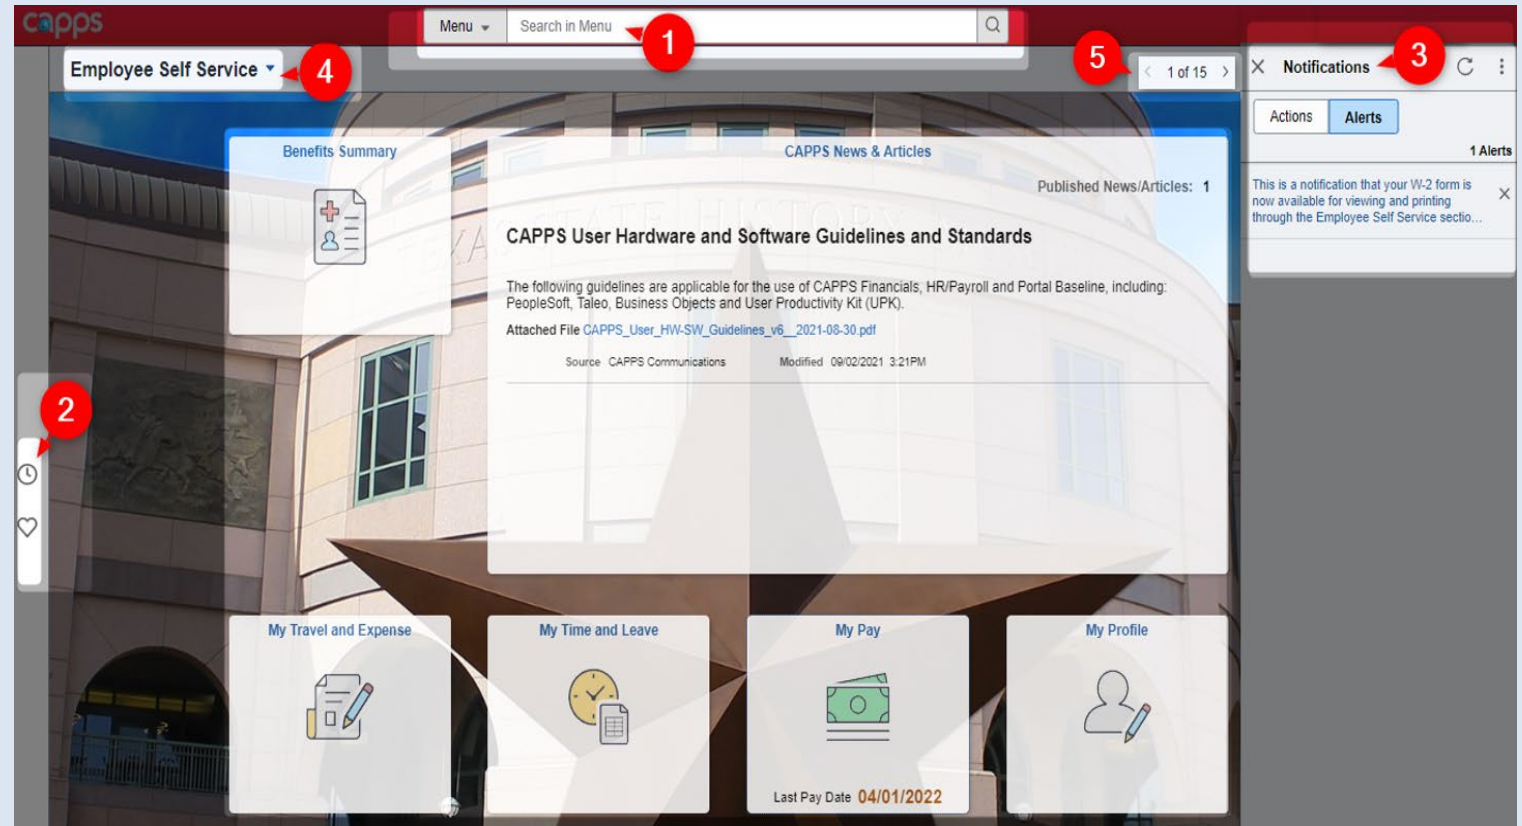 capps
Menu
Search in Menu
1
Employee Self Service
4
5
1 of 15
Notifications
3
Actions
Alerts
1 Alerts
This is a notification that your W-2 form is
now available for viewing and printing
through the Employee Self Service sectio...
Benefits Summary
CAPPS News & Articles
Published News/Articles: 1
CAPPS User Hardware and Software Guidelines and Standards
The following guidelines are applicable for the use of CAPPS Financials, HR/Payroll and Portal Baseline, including:
PeopleSoft, Taleo, Business Objects and User Productivity Kit (UPK).
Attached File CAPPS_User_HW-SW_Guidelines_v6__2021-08-30.pdf
Source CAPPS Communications Modified 09/02/2021 3:21PM
TEXAS STATE HISTORY
2
My Travel and Expense
My Time and Leave
My Pay
Last Pay Date 04/01/2022
My Profile